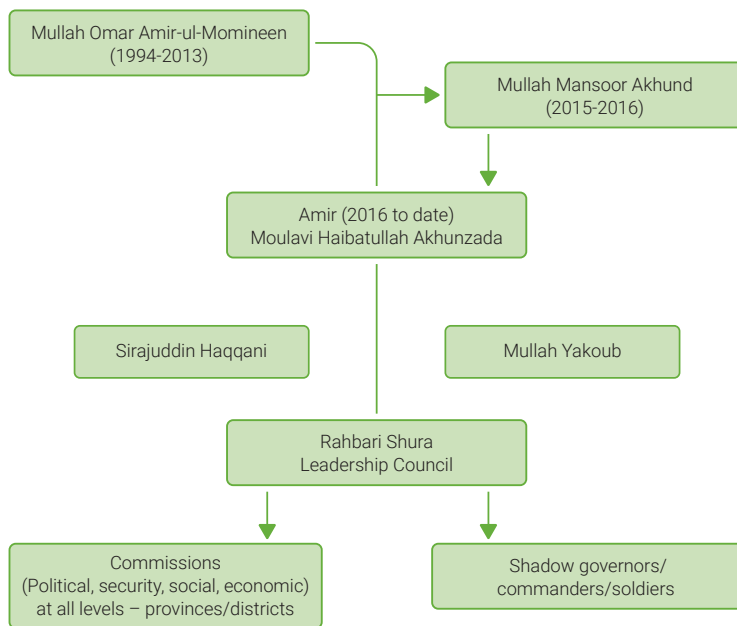 Mullah Omar Amir-ul-Momineen
(1994-2013)
Mullah Mansoor Akhund
(2015-2016)
Amir (2016 to date)
Moulavi Haibatullah Akhunzada
Sirajuddin Haqqani
Mullah Yakoub
Rahbari Shura
Leadership Council
Commissions
(Political, security, social, economic)
at all levels – provinces/districts
Shadow governors/
commanders/soldiers